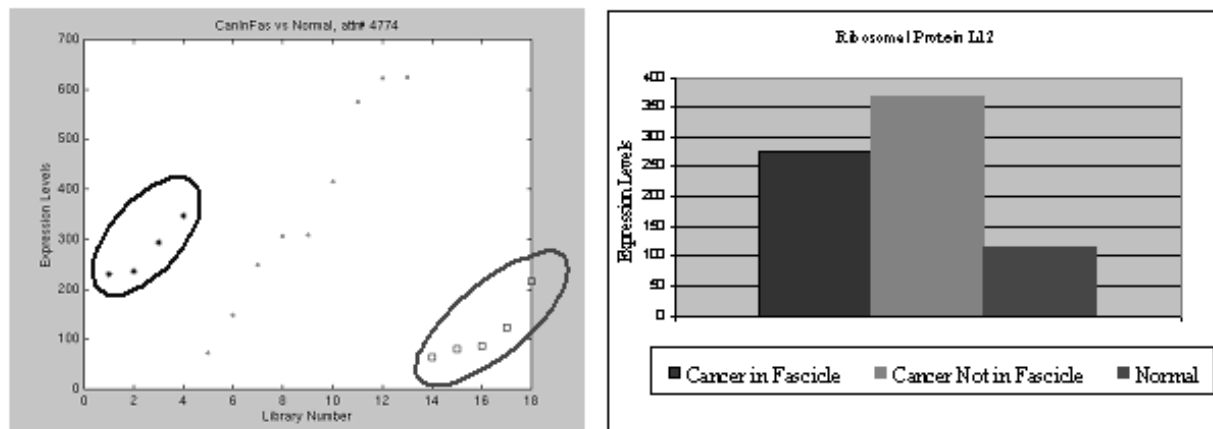 CanInFas vs Normal, attr# 4774
700
600
500
400
300
200
100
0
Expression Levels
0 2 4 6 8 10 12 14 16 18
Library Number
Ribosomal Protein L12
400
350
300
250
200
150
100
50
0
Expression Levels
Cancer in Fascicle Cancer Not in Fascicle Normal